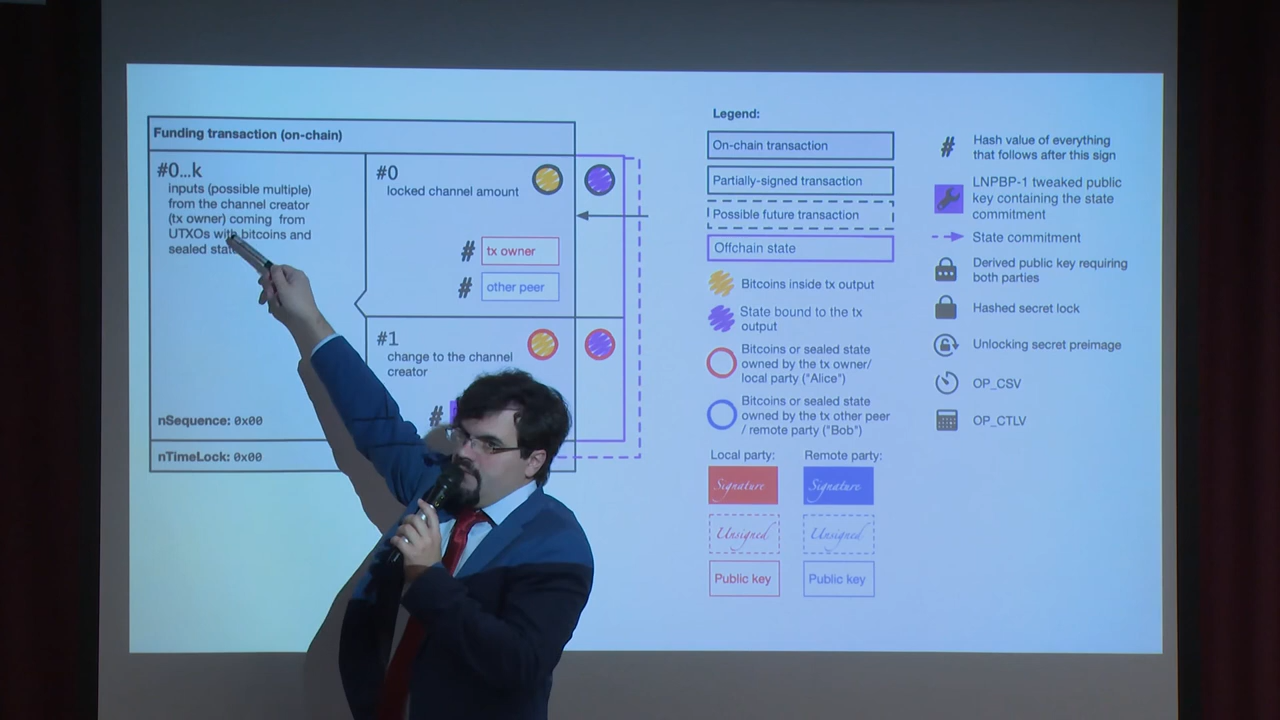 Funding transaction (on-chain)
#0...k
inputs (possible multiple)
from the channel creator
(tx owner) coming from
UTXOs with bitcoins and
sealed state
nSequence: 0x00
nTimeLock: 0x00
#0
locked channel amount
# tx owner
# other peer
#1
change to the channel
creator
#
Legend:
On-chain transaction
Partially-signed transaction
Possible future transaction
Offchain state
Bitcoins inside tx output
State bound to the tx
output
Bitcoins or sealed state
owned by the tx owner/
local party ("Alice")
Bitcoins or sealed state
owned by the tx other peer
/ remote party ("Bob")
Local party:
Remote party:
Signature
Signature
Unsigned
Unsigned
Public key
Public key
# Hash value of everything
that follows after this sign
LNPBP-1 tweaked public
key containing the state
commitment
State commitment
Derived public key requiring
both parties
Hashed secret lock
Unlocking secret preimage
OP_CSV
OP_CTLV